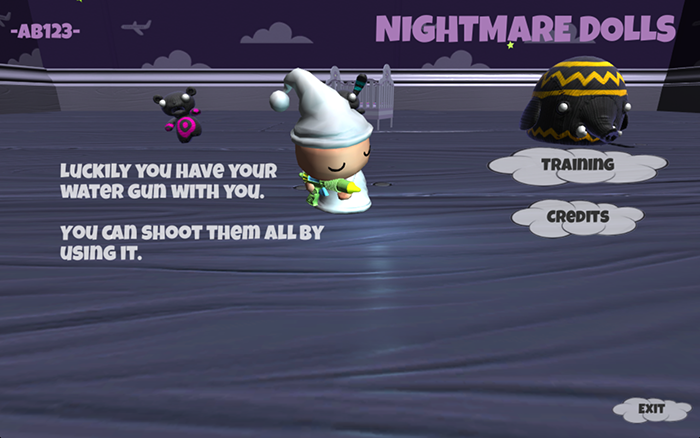 -AB123-
NIGHTMARE DOLLS
LUCKILY YOU HAVE YOUR
WATER GUN WITH YOU.
YOU CAN SHOOT THEM ALL BY
USING IT.
TRAINING
CREDITS
EXIT